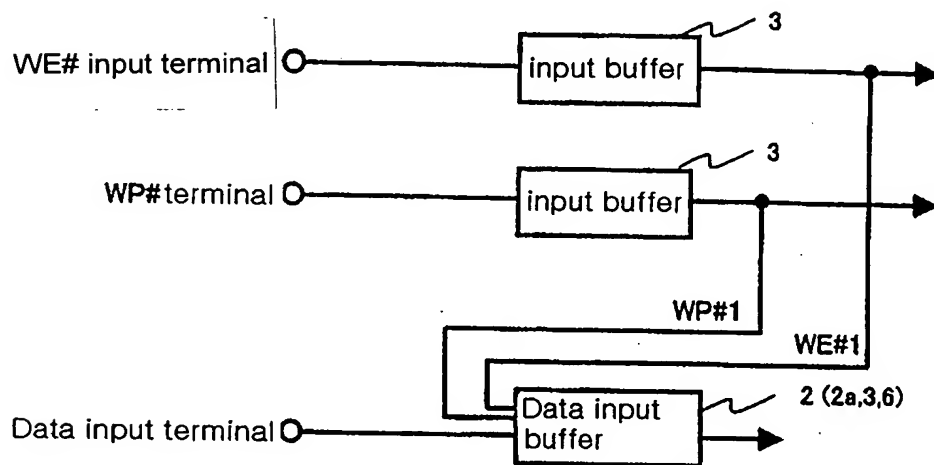 3
WE# input terminal
input buffer
3
WP# terminal
input buffer
WP#1
WE#1
2 (2a,3,6)
Data input
buffer
Data input terminal